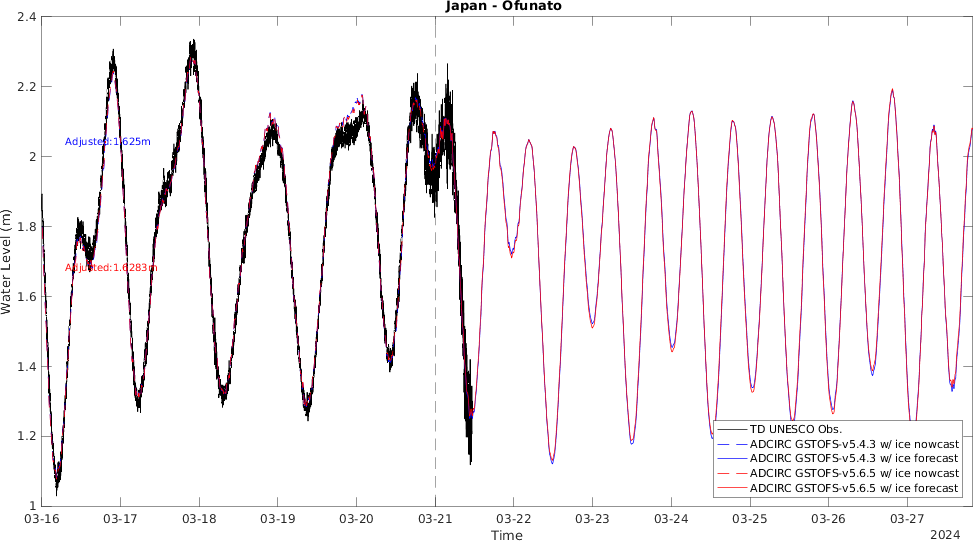 Japan - Ofunato
Water Level (m)
2.4
2.2
2
1.8
1.6
1.4
1.2
1
Adjusted:1.625m
Adjusted:1.6283m
TD UNESCO Obs.
ADCIRC GSTOFS-v5.4.3 w/ ice nowcast
ADCIRC GSTOFS-v5.4.3 w/ ice forecast
ADCIRC GSTOFS-v5.6.5 w/ ice nowcast
ADCIRC GSTOFS-v5.6.5 w/ ice forecast
03-16 03-17 03-18 03-19 03-20 03-21 03-22 03-23 03-24 03-25 03-26 03-27
Time
2024